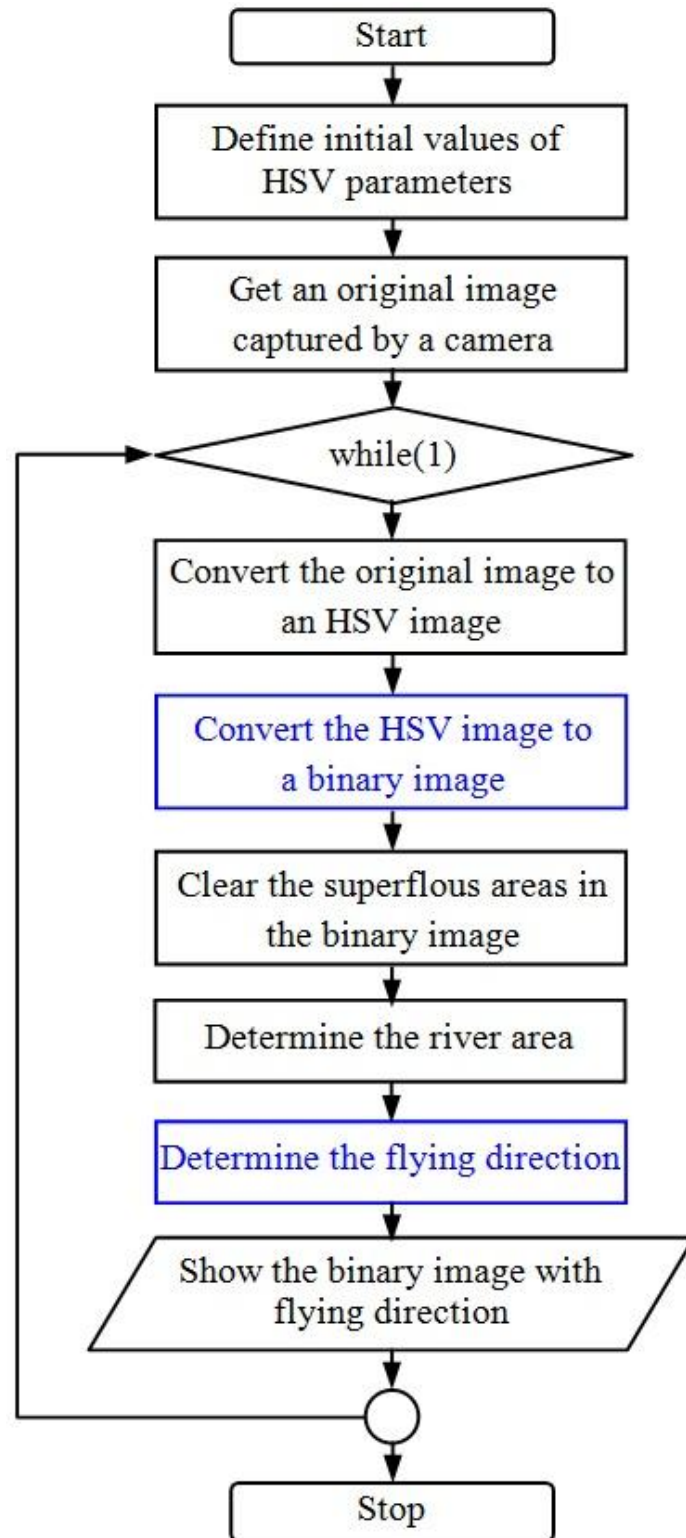 Start
Define initial values of
HSV parameters
Get an original image
captured by a camera
while(1)
Convert the original image to
an HSV image
Convert the HSV image to
a binary image
Clear the superflous areas in
the binary image
Determine the river area
Determine the flying direction
Show the binary image with
flying direction
Stop